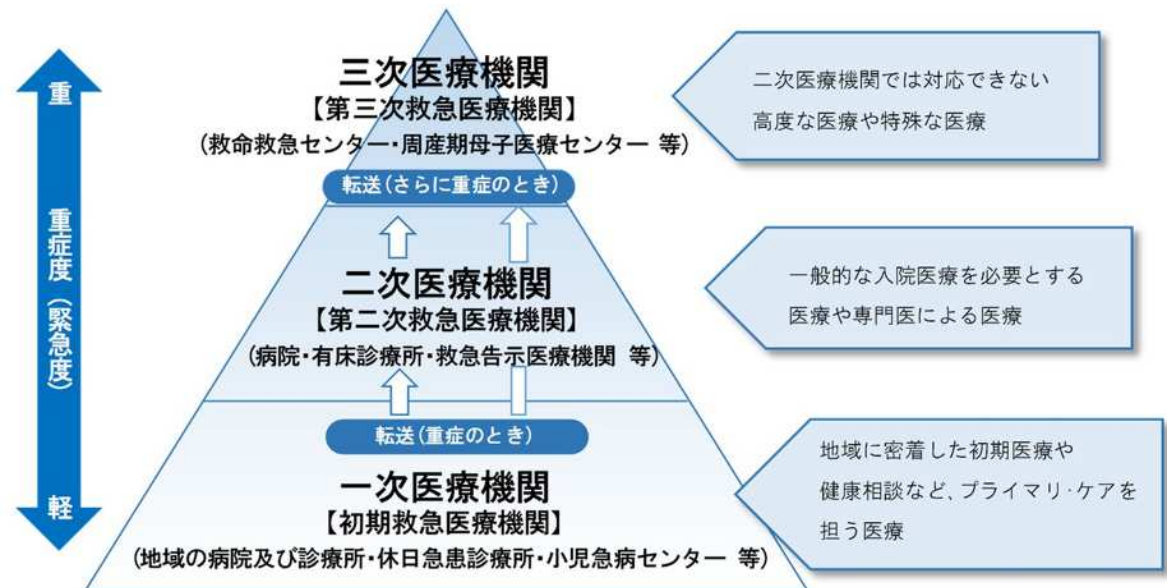 重
重症度(緊急度)
軽
三次医療機関
【第三次救急医療機関】
(救命救急センター・周産期母子医療センター 等)
転送(さらに重症のとき)
二次医療機関では対応できない
高度な医療や特殊な医療
二次医療機関
【第二次救急医療機関】
(病院・有床診療所・救急告示医療機関 等)
一般的な入院医療を必要とする
医療や専門医による医療
転送(重症のとき)
一次医療機関
【初期救急医療機関】
(地域の病院及び診療所・休日急患診療所・小児急病センター 等)
地域に密着した初期医療や
健康相談など、プライマリ・ケアを
担う医療